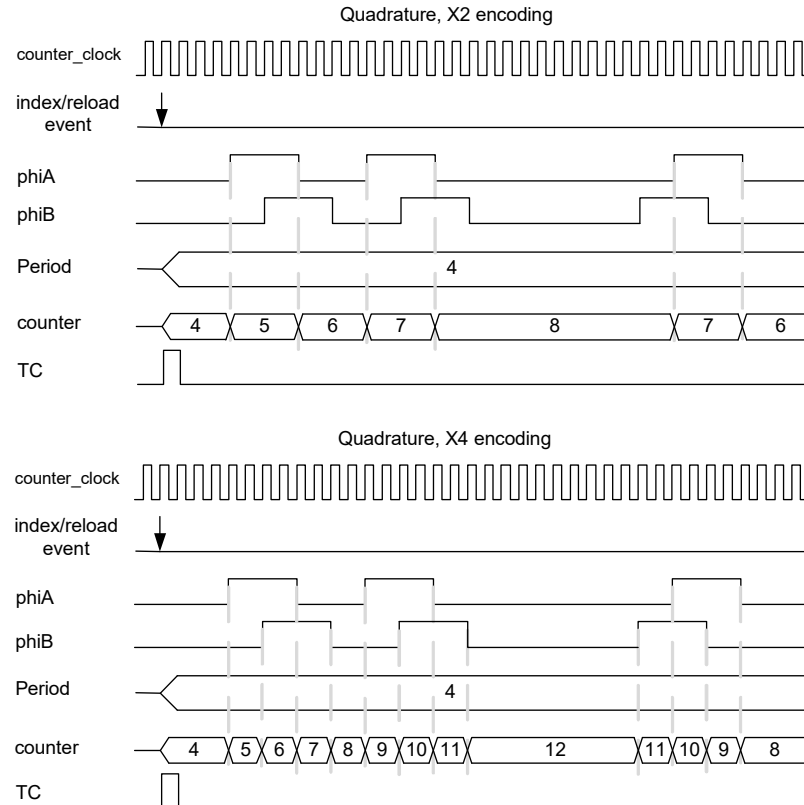 Quadrature, X2 encoding
counter_clock
index/reload
event
phiA
phiB
Period
4
counter
4 5 6 7 8 7 6
TC
Quadrature, X4 encoding
counter_clock
index/reload
event
phiA
phiB
Period
4
counter
4 5 6 7 8 9 10 11 12 11 10 9 8
TC